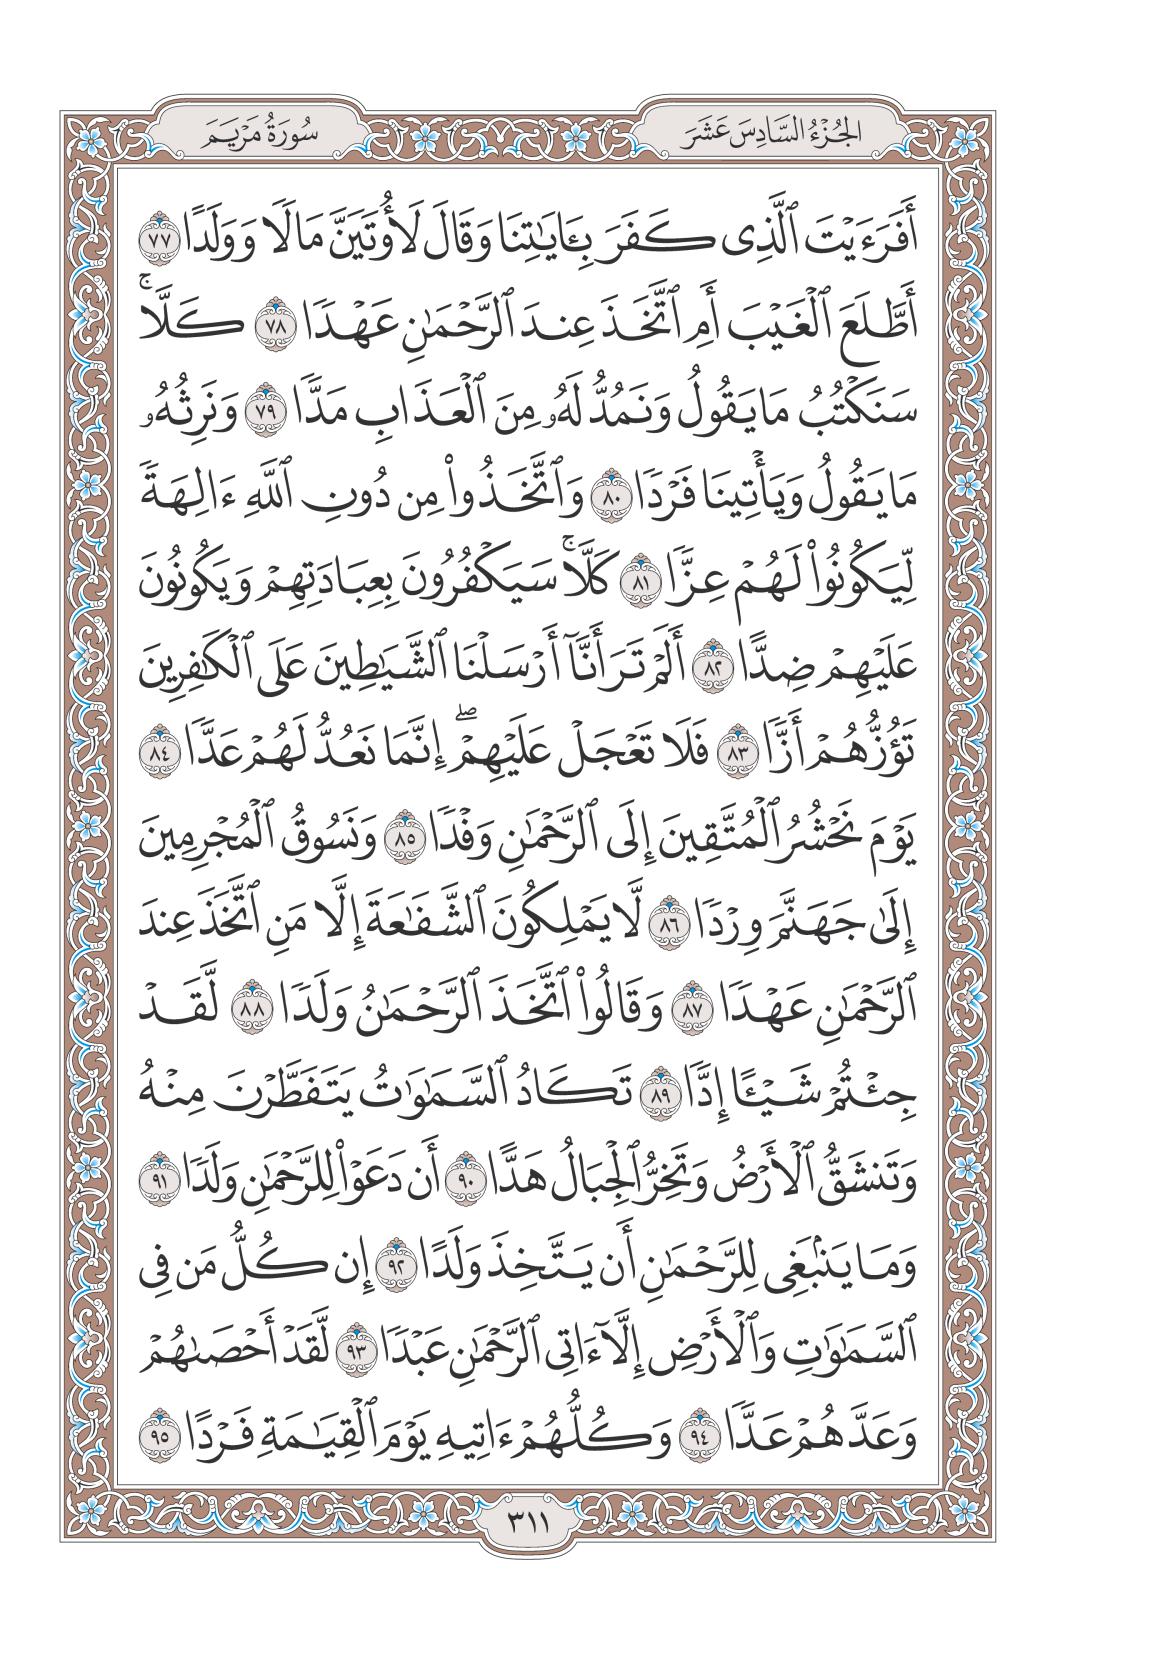 الجُزْءُ السَّادِسَ عَشَرَ
سُورَةُ مَرْيَمَ
أَفَرَءَيْتَ ٱلَّذِى كَفَرَ بِـَٔايَٰتِنَا وَقَالَ لَأُوتَيَنَّ مَالًا وَوَلَدًا ٧٧
أَطَّلَعَ ٱلْغَيْبَ أَمِ ٱتَّخَذَ عِندَ ٱلرَّحْمَٰنِ عَهْدًا ٧٨ كَلَّاۚ
سَنَكْتُبُ مَا يَقُولُ وَنَمُدُّ لَهُۥ مِنَ ٱلْعَذَابِ مَدًّا ٧٩ وَنَرِثُهُۥ
مَا يَقُولُ وَيَأْتِينَا فَرْدًا ٨٠ وَٱتَّخَذُوا۟ مِن دُونِ ٱللَّهِ ءَالِهَةً
لِّيَكُونُوا۟ لَهُمْ عِزًّا ٨١ كَلَّاۚ سَيَكْفُرُونَ بِعِبَادَتِهِمْ وَيَكُونُونَ
عَلَيْهِمْ ضِدًّا ٨٢ أَلَمْ تَرَ أَنَّآ أَرْسَلْنَا ٱلشَّيَٰطِينَ عَلَى ٱلْكَٰفِرِينَ
تَؤُزُّهُمْ أَزًّا ٨٣ فَلَا تَعْجَلْ عَلَيْهِمْۖ إِنَّمَا نَعُدُّ لَهُمْ عَدًّا ٨٤
يَوْمَ نَحْشُرُ ٱلْمُتَّقِينَ إِلَى ٱلرَّحْمَٰنِ وَفْدًا ٨٥ وَنَسُوقُ ٱلْمُجْرِمِينَ
إِلَىٰ جَهَنَّمَ وِرْدًا ٨٦ لَّا يَمْلِكُونَ ٱلشَّفَٰعَةَ إِلَّا مَنِ ٱتَّخَذَ عِندَ
ٱلرَّحْمَٰنِ عَهْدًا ٨٧ وَقَالُوا۟ ٱتَّخَذَ ٱلرَّحْمَٰنُ وَلَدًا ٨٨ لَّقَدْ
جِئْتُمْ شَيْـًٔا إِدًّا ٨٩ تَكَادُ ٱلسَّمَٰوَٰتُ يَتَفَطَّرْنَ مِنْهُ
وَتَنشَقُّ ٱلْأَرْضُ وَتَخِرُّ ٱلْجِبَالُ هَدًّا ٩٠ أَن دَعَوْا۟ لِلرَّحْمَٰنِ وَلَدًا ٩١
وَمَا يَنۢبَغِى لِلرَّحْمَٰنِ أَن يَتَّخِذَ وَلَدًا ٩٢ إِن كُلُّ مَن فِى
ٱلسَّمَٰوَٰتِ وَٱلْأَرْضِ إِلَّآ ءَاتِى ٱلرَّحْمَٰنِ عَبْدًا ٩٣ لَّقَدْ أَحْصَىٰهُمْ
وَعَدَّهُمْ عَدًّا ٩٤ وَكُلُّهُمْ ءَاتِيهِ يَوْمَ ٱلْقِيَٰمَةِ فَرْدًا ٩٥
٣١١